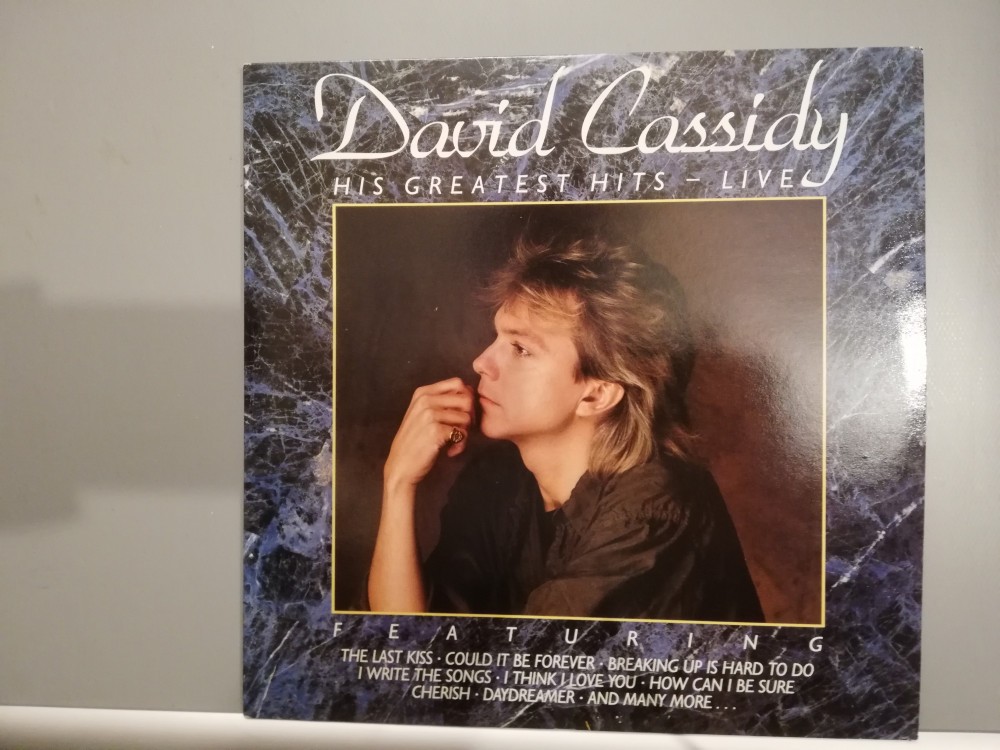 David Cassidy
HIS GREATEST HITS – LIVE
FEATURING
THE LAST KISS · COULD IT BE FOREVER · BREAKING UP IS HARD TO DO
I WRITE THE SONGS · I THINK I LOVE YOU · HOW CAN I BE SURE
CHERISH · DAYDREAMER · AND MANY MORE . . .